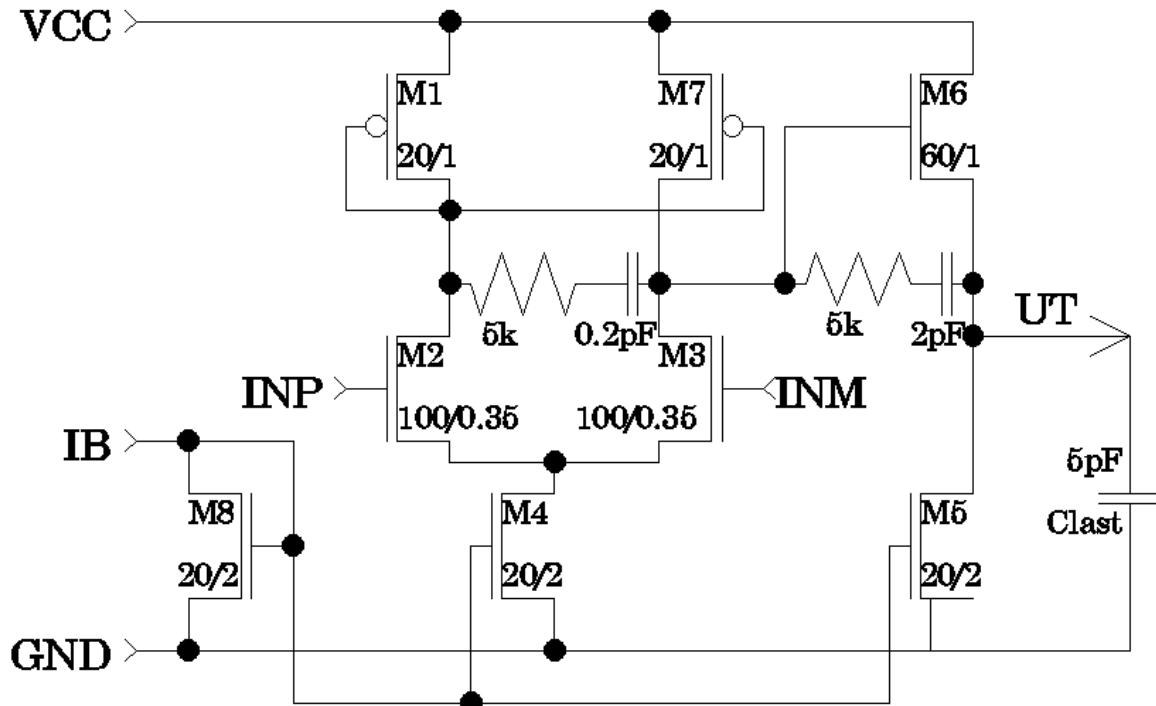 VCC
M1
M7
M6
20/1
20/1
60/1
UT
5k
0.2pF
5k
2pF
M2
M3
INP
INM
100/0.35
100/0.35
IB
5pF
M8
M4
M5
Clast
20/2
20/2
20/2
GND